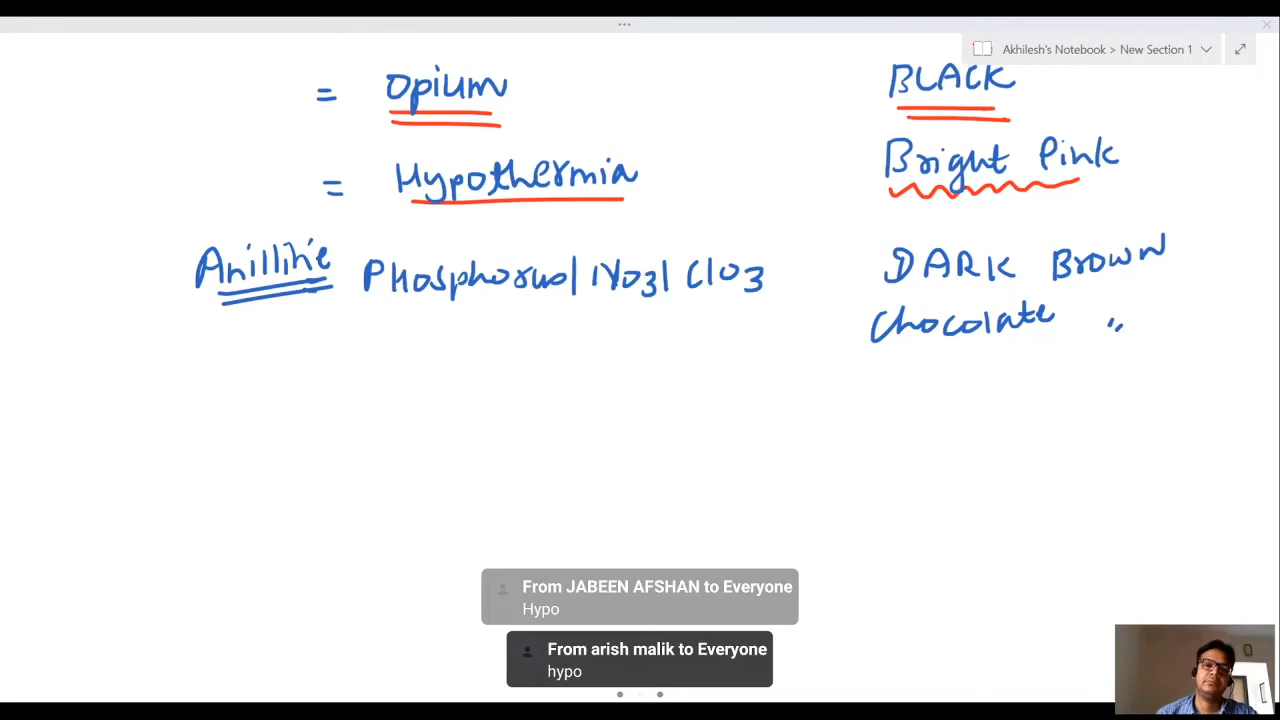 Akhilesh's Notebook > New Section 1
= Opium BLACK
= Hypothermia Bright Pink
Anilline Phosphorus| NO3| ClO3 DARK Brown
Chocolate "
From JABEEN AFSHAN to Everyone
Hypo
From arish malik to Everyone
hypo